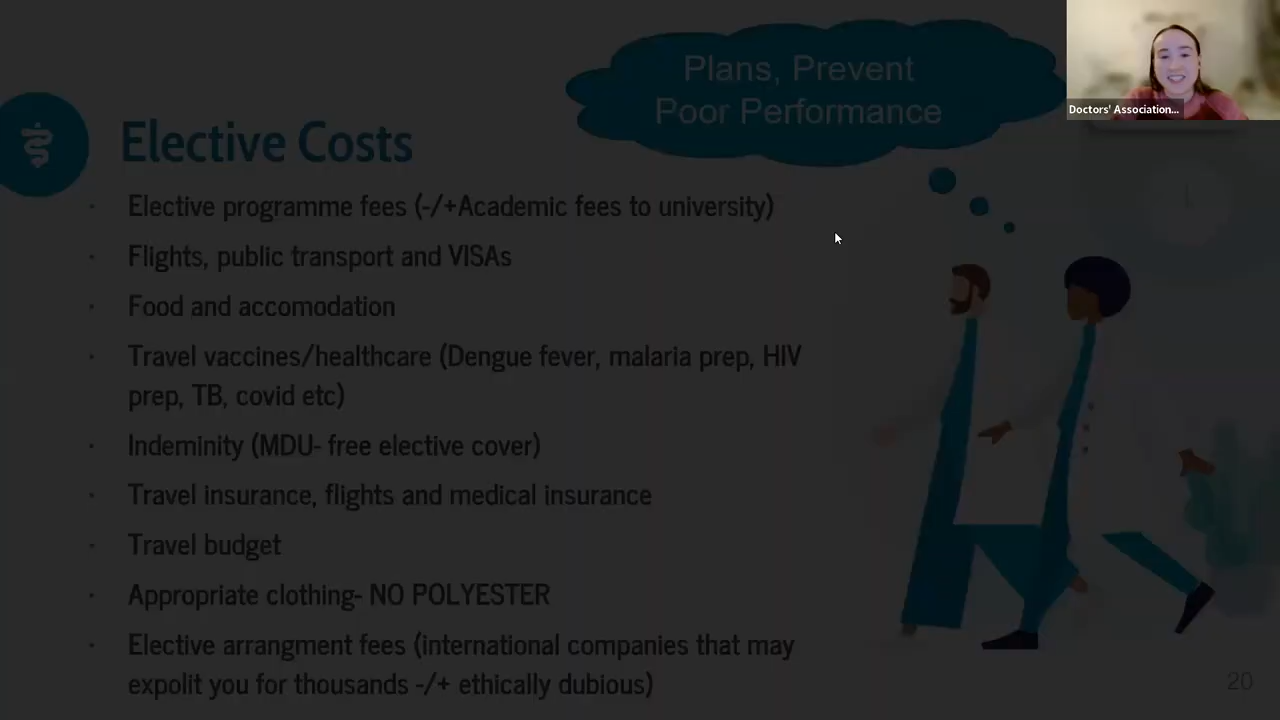 Plans, Prevent
Poor Performance
Doctors' Association...
Elective Costs
· Elective programme fees (-/+Academic fees to university)
· Flights, public transport and VISAs
· Food and accomodation
· Travel vaccines/healthcare (Dengue fever, malaria prep, HIV
prep, TB, covid etc)
· Indeminity (MDU- free elective cover)
· Travel insurance, flights and medical insurance
· Travel budget
· Appropriate clothing- NO POLYESTER
· Elective arrangment fees (international companies that may
expolit you for thousands -/+ ethically dubious)
20